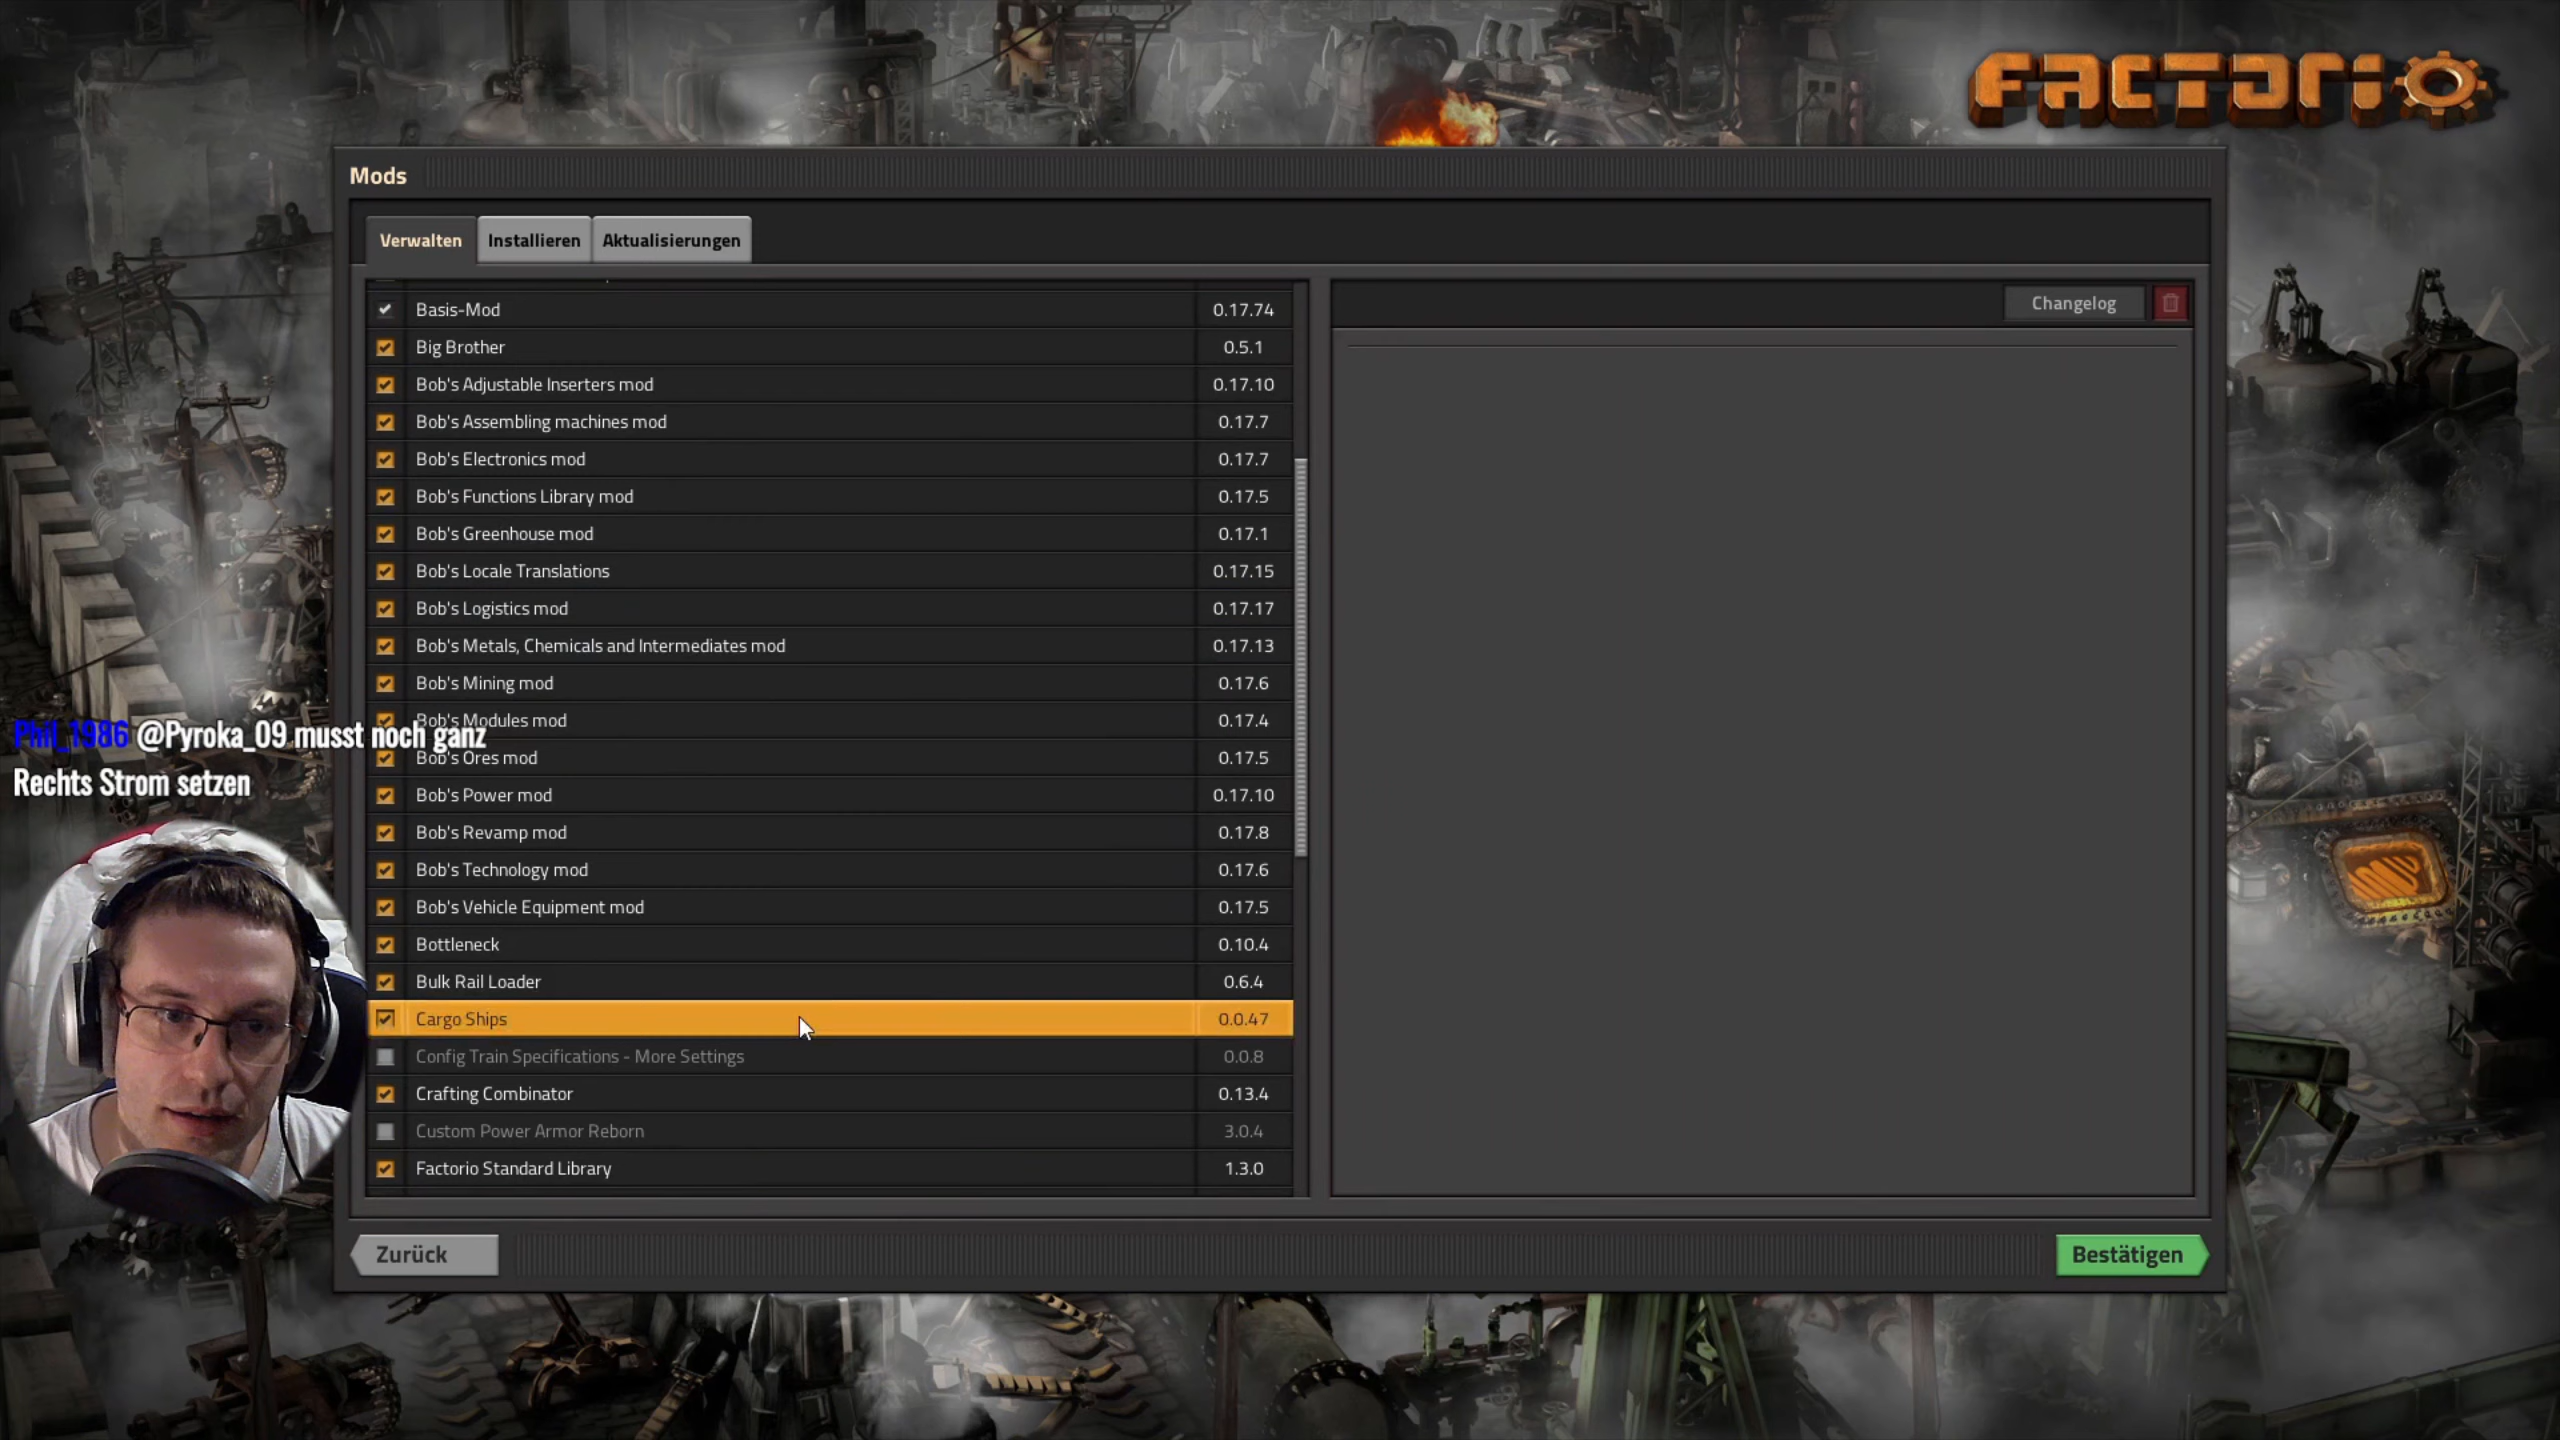 FACTORIO
Mods
Verwalten Installieren Aktualisierungen
Changelog
Basis-Mod 0.17.74
Big Brother 0.5.1
Bob's Adjustable Inserters mod 0.17.10
Bob's Assembling machines mod 0.17.7
Bob's Electronics mod 0.17.7
Bob's Functions Library mod 0.17.5
Bob's Greenhouse mod 0.17.1
Bob's Locale Translations 0.17.15
Bob's Logistics mod 0.17.17
Bob's Metals, Chemicals and Intermediates mod 0.17.13
Bob's Mining mod 0.17.6
Bob's Modules mod 0.17.4
Phil_1986 @Pyroka_09 musst noch ganz
Rechts Strom setzen
Bob's Ores mod 0.17.5
Bob's Power mod 0.17.10
Bob's Revamp mod 0.17.8
Bob's Technology mod 0.17.6
Bob's Vehicle Equipment mod 0.17.5
Bottleneck 0.10.4
Bulk Rail Loader 0.6.4
Cargo Ships 0.0.47
Config Train Specifications - More Settings 0.0.8
Crafting Combinator 0.13.4
Custom Power Armor Reborn 3.0.4
Factorio Standard Library 1.3.0
Zurück
Bestätigen